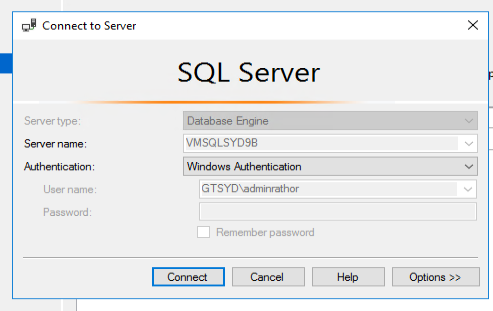 Connect to Server
SQL Server
Server type: Database Engine
Server name: VMSQLSYD9B
Authentication: Windows Authentication
User name: GTSYD\adminrathor
Password:
Remember password
Connect Cancel Help Options >>